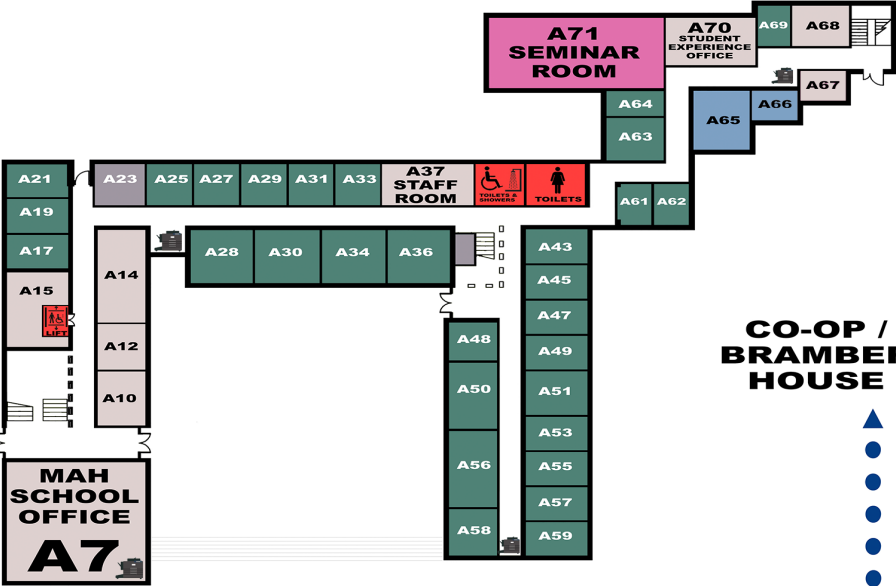 A71
SEMINAR
ROOM
A70
STUDENT
EXPERIENCE
OFFICE
A69
A68
A67
A66
A65
A64
A63
A61
A62
A21
A19
A17
A15
LIFT
A23
A25
A27
A29
A31
A33
A37
STAFF
ROOM
TOILETS &
SHOWERS
TOILETS
A14
A12
A10
A28
A30
A34
A36
A43
A45
A47
A49
A51
A53
A55
A57
A59
A48
A50
A56
A58
MAH
SCHOOL
OFFICE
A7
CO-OP /
BRAMBER
HOUSE